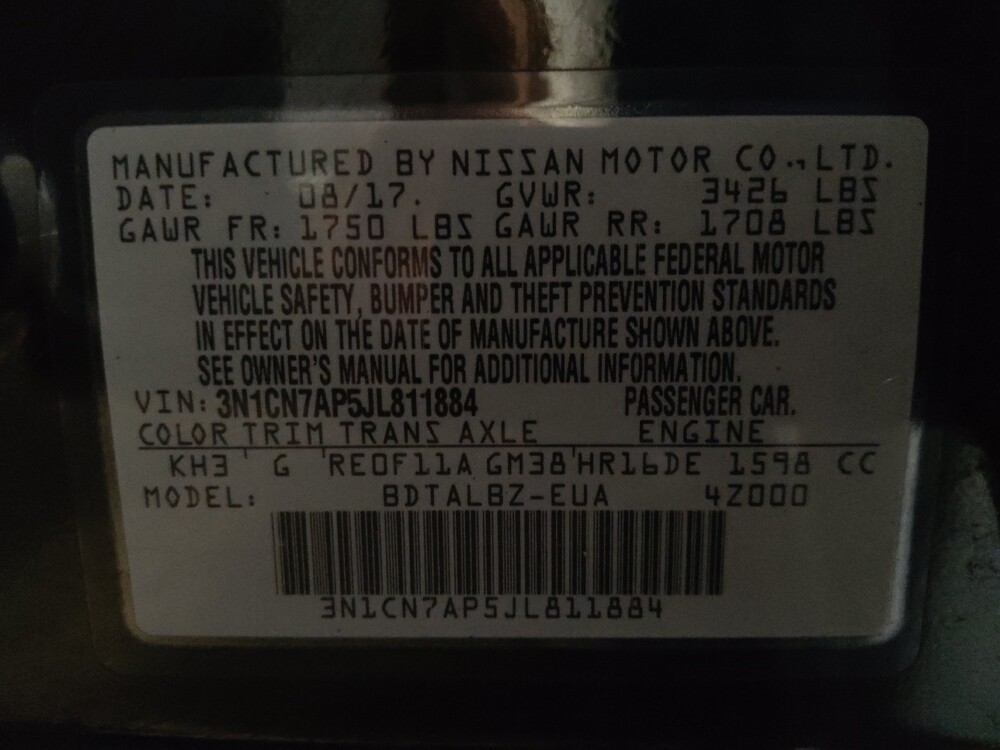 MANUFACTURED BY NISSAN MOTOR CO., LTD.
DATE: 08/17. GVWR: 3426 LBS
GAWR FR: 1750 LBS GAWR RR: 1708 LBS
THIS VEHICLE CONFORMS TO ALL APPLICABLE FEDERAL MOTOR
VEHICLE SAFETY, BUMPER AND THEFT PREVENTION STANDARDS
IN EFFECT ON THE DATE OF MANUFACTURE SHOWN ABOVE.
SEE OWNER'S MANUAL FOR ADDITIONAL INFORMATION.
VIN: 3N1CN7AP5JL811884 PASSENGER CAR.
COLOR TRIM TRANS AXLE ENGINE
KH3 ' G 'RE0F11A GM38'HR16DE 1598 CC
MODEL: BDTALBZ-EUA 4Z000
3N1CN7AP5JL811884